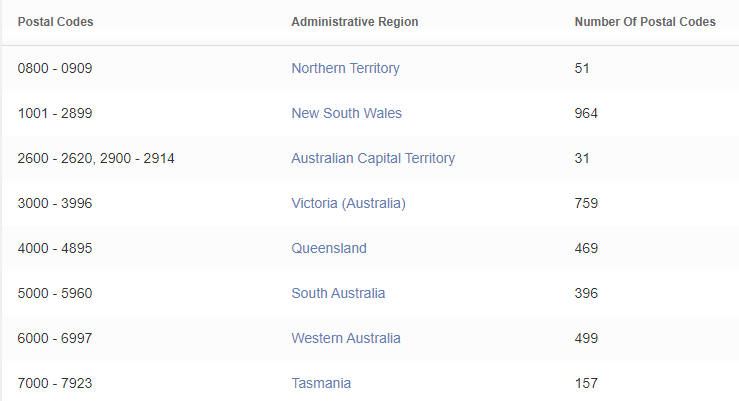 Postal Codes Administrative Region Number Of Postal Codes
0800 - 0909 Northern Territory 51
1001 - 2899 New South Wales 964
2600 - 2620, 2900 - 2914 Australian Capital Territory 31
3000 - 3996 Victoria (Australia) 759
4000 - 4895 Queensland 469
5000 - 5960 South Australia 396
6000 - 6997 Western Australia 499
7000 - 7923 Tasmania 157